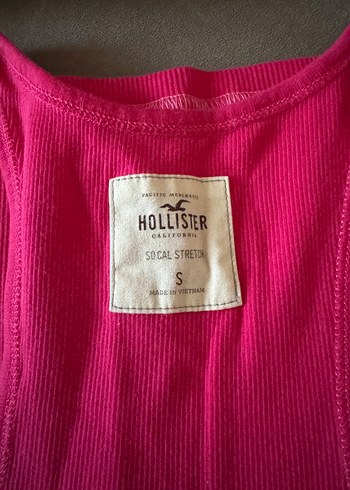 PACIFIC MERCHANTS
HOLLISTER
CALIFORNIA
SO CAL STRETCH
S
MADE IN VIETNAM